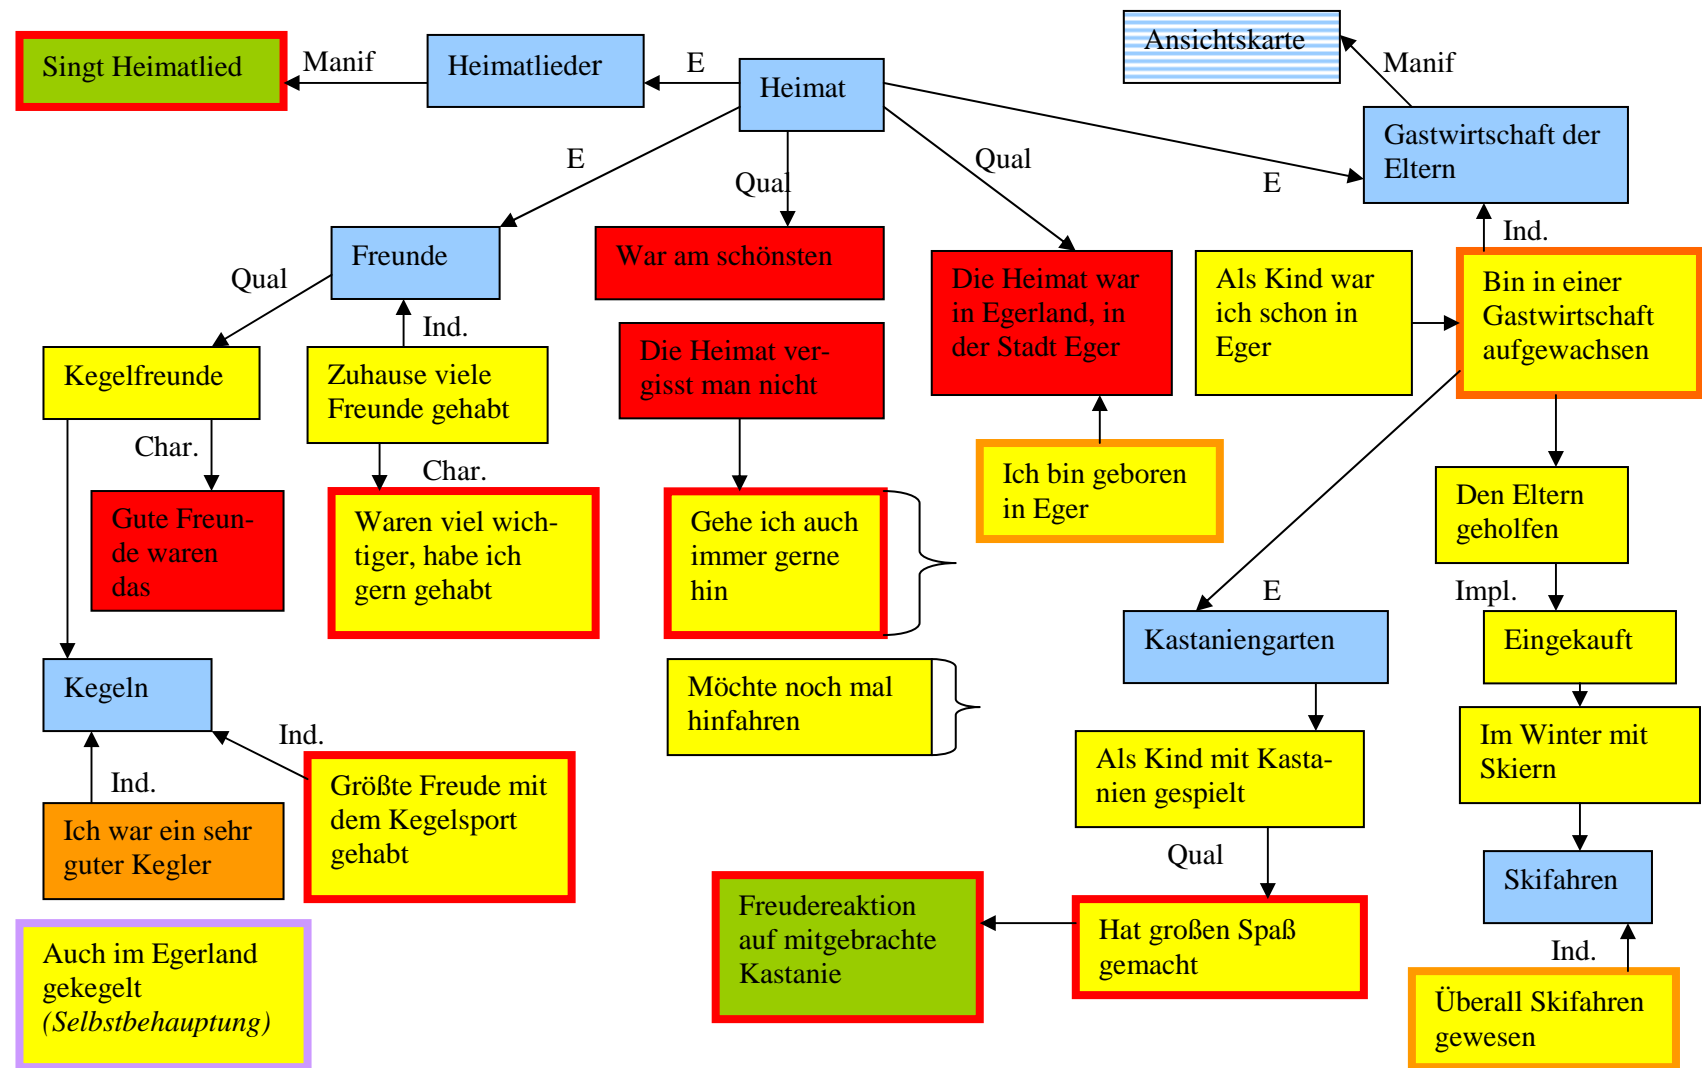 Ansichtskarte
Singt Heimatlied
Manif
Heimatlieder
E
Heimat
Manif
Gastwirtschaft der
Eltern
E
Qual
Qual
E
Ind.
Freunde
War am schönsten
Die Heimat war
in Egerland, in
der Stadt Eger
Als Kind war
ich schon in
Eger
Bin in einer
Gastwirtschaft
aufgewachsen
Qual
Ind.
Kegelfreunde
Zuhause viele
Freunde gehabt
Die Heimat ver-
gisst man nicht
Char.
Char.
Ich bin geboren
in Eger
Den Eltern
geholfen
Gute Freun-
de waren
das
Waren viel wich-
tiger, habe ich
gern gehabt
Gehe ich auch
immer gerne
hin
E
Impl.
Kastaniengarten
Eingekauft
Kegeln
Möchte noch mal
hinfahren
Ind.
Ind.
Als Kind mit Kasta-
nien gespielt
Im Winter mit
Skiern
Größte Freude mit
dem Kegelsport
gehabt
Ich war ein sehr
guter Kegler
Qual
Skifahren
Freudereaktion
auf mitgebrachte
Kastanie
Hat großen Spaß
gemacht
Ind.
Auch im Egerland
gekegelt
(Selbstbehauptung)
Überall Skifahren
gewesen